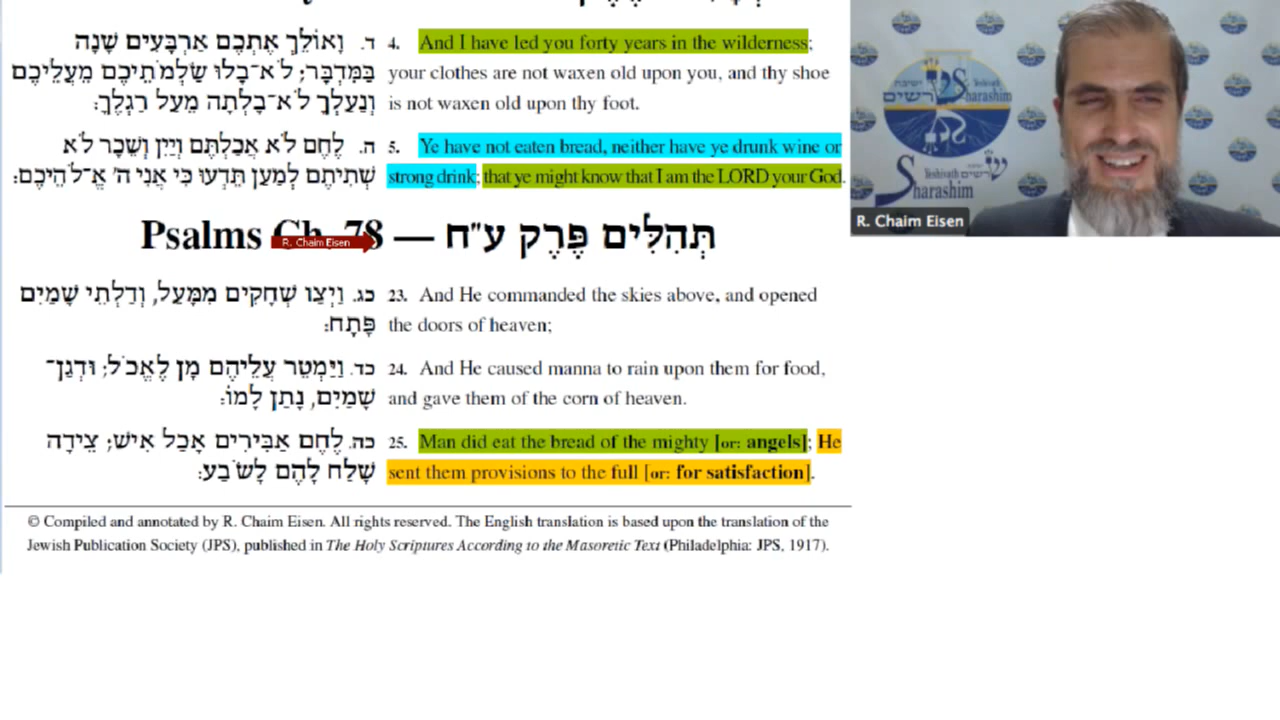 ד. וָאוֹלֵךְ אֶתְכֶם אַרְבָּעִים שָׁנָה
בַּמִּדְבָּר; לֹא־בָלוּ שַׂלְמֹתֵיכֶם מֵעֲלֵיכֶם
וְנַעַלְךָ לֹא־בָלְתָה מֵעַל רַגְלֶךָ:
4. And I have led you forty years in the wilderness;
your clothes are not waxen old upon you, and thy shoe
is not waxen old upon thy foot.
ה. לֶחֶם לֹא אֲכַלְתֶּם וְיַיִן וְשֵׁכָר לֹא
שְׁתִיתֶם לְמַעַן תֵּדְעוּ כִּי אֲנִי ה' אֱ־לֹהֵיכֶם:
5. Ye have not eaten bread, neither have ye drunk wine or
strong drink; that ye might know that I am the LORD your God.
Psalms Ch. 78 — תְּהִלִּים פֶּרֶק ע"ח
R. Chaim Eisen
כג. וַיְצַו שְׁחָקִים מִמָּעַל, וְדַלְתֵי שָׁמַיִם
פָּתָח:
23. And He commanded the skies above, and opened
the doors of heaven;
כד. וַיַּמְטֵר עֲלֵיהֶם מָן לֶאֱכֹל; וּדְגַן־
שָׁמַיִם, נָתַן לָמוֹ:
24. And He caused manna to rain upon them for food,
and gave them of the corn of heaven.
כה. לֶחֶם אַבִּירִים אָכַל אִישׁ; צֵידָה
שָׁלַח לָהֶם לָשֹׂבַע:
25. Man did eat the bread of the mighty [or: angels]; He
sent them provisions to the full [or: for satisfaction].
© Compiled and annotated by R. Chaim Eisen. All rights reserved. The English translation is based upon the translation of the
Jewish Publication Society (JPS), published in The Holy Scriptures According to the Masoretic Text (Philadelphia: JPS, 1917).
ישיבת
שרשים
Sharashim
Yeshivath
Sharashim
R. Chaim Eisen